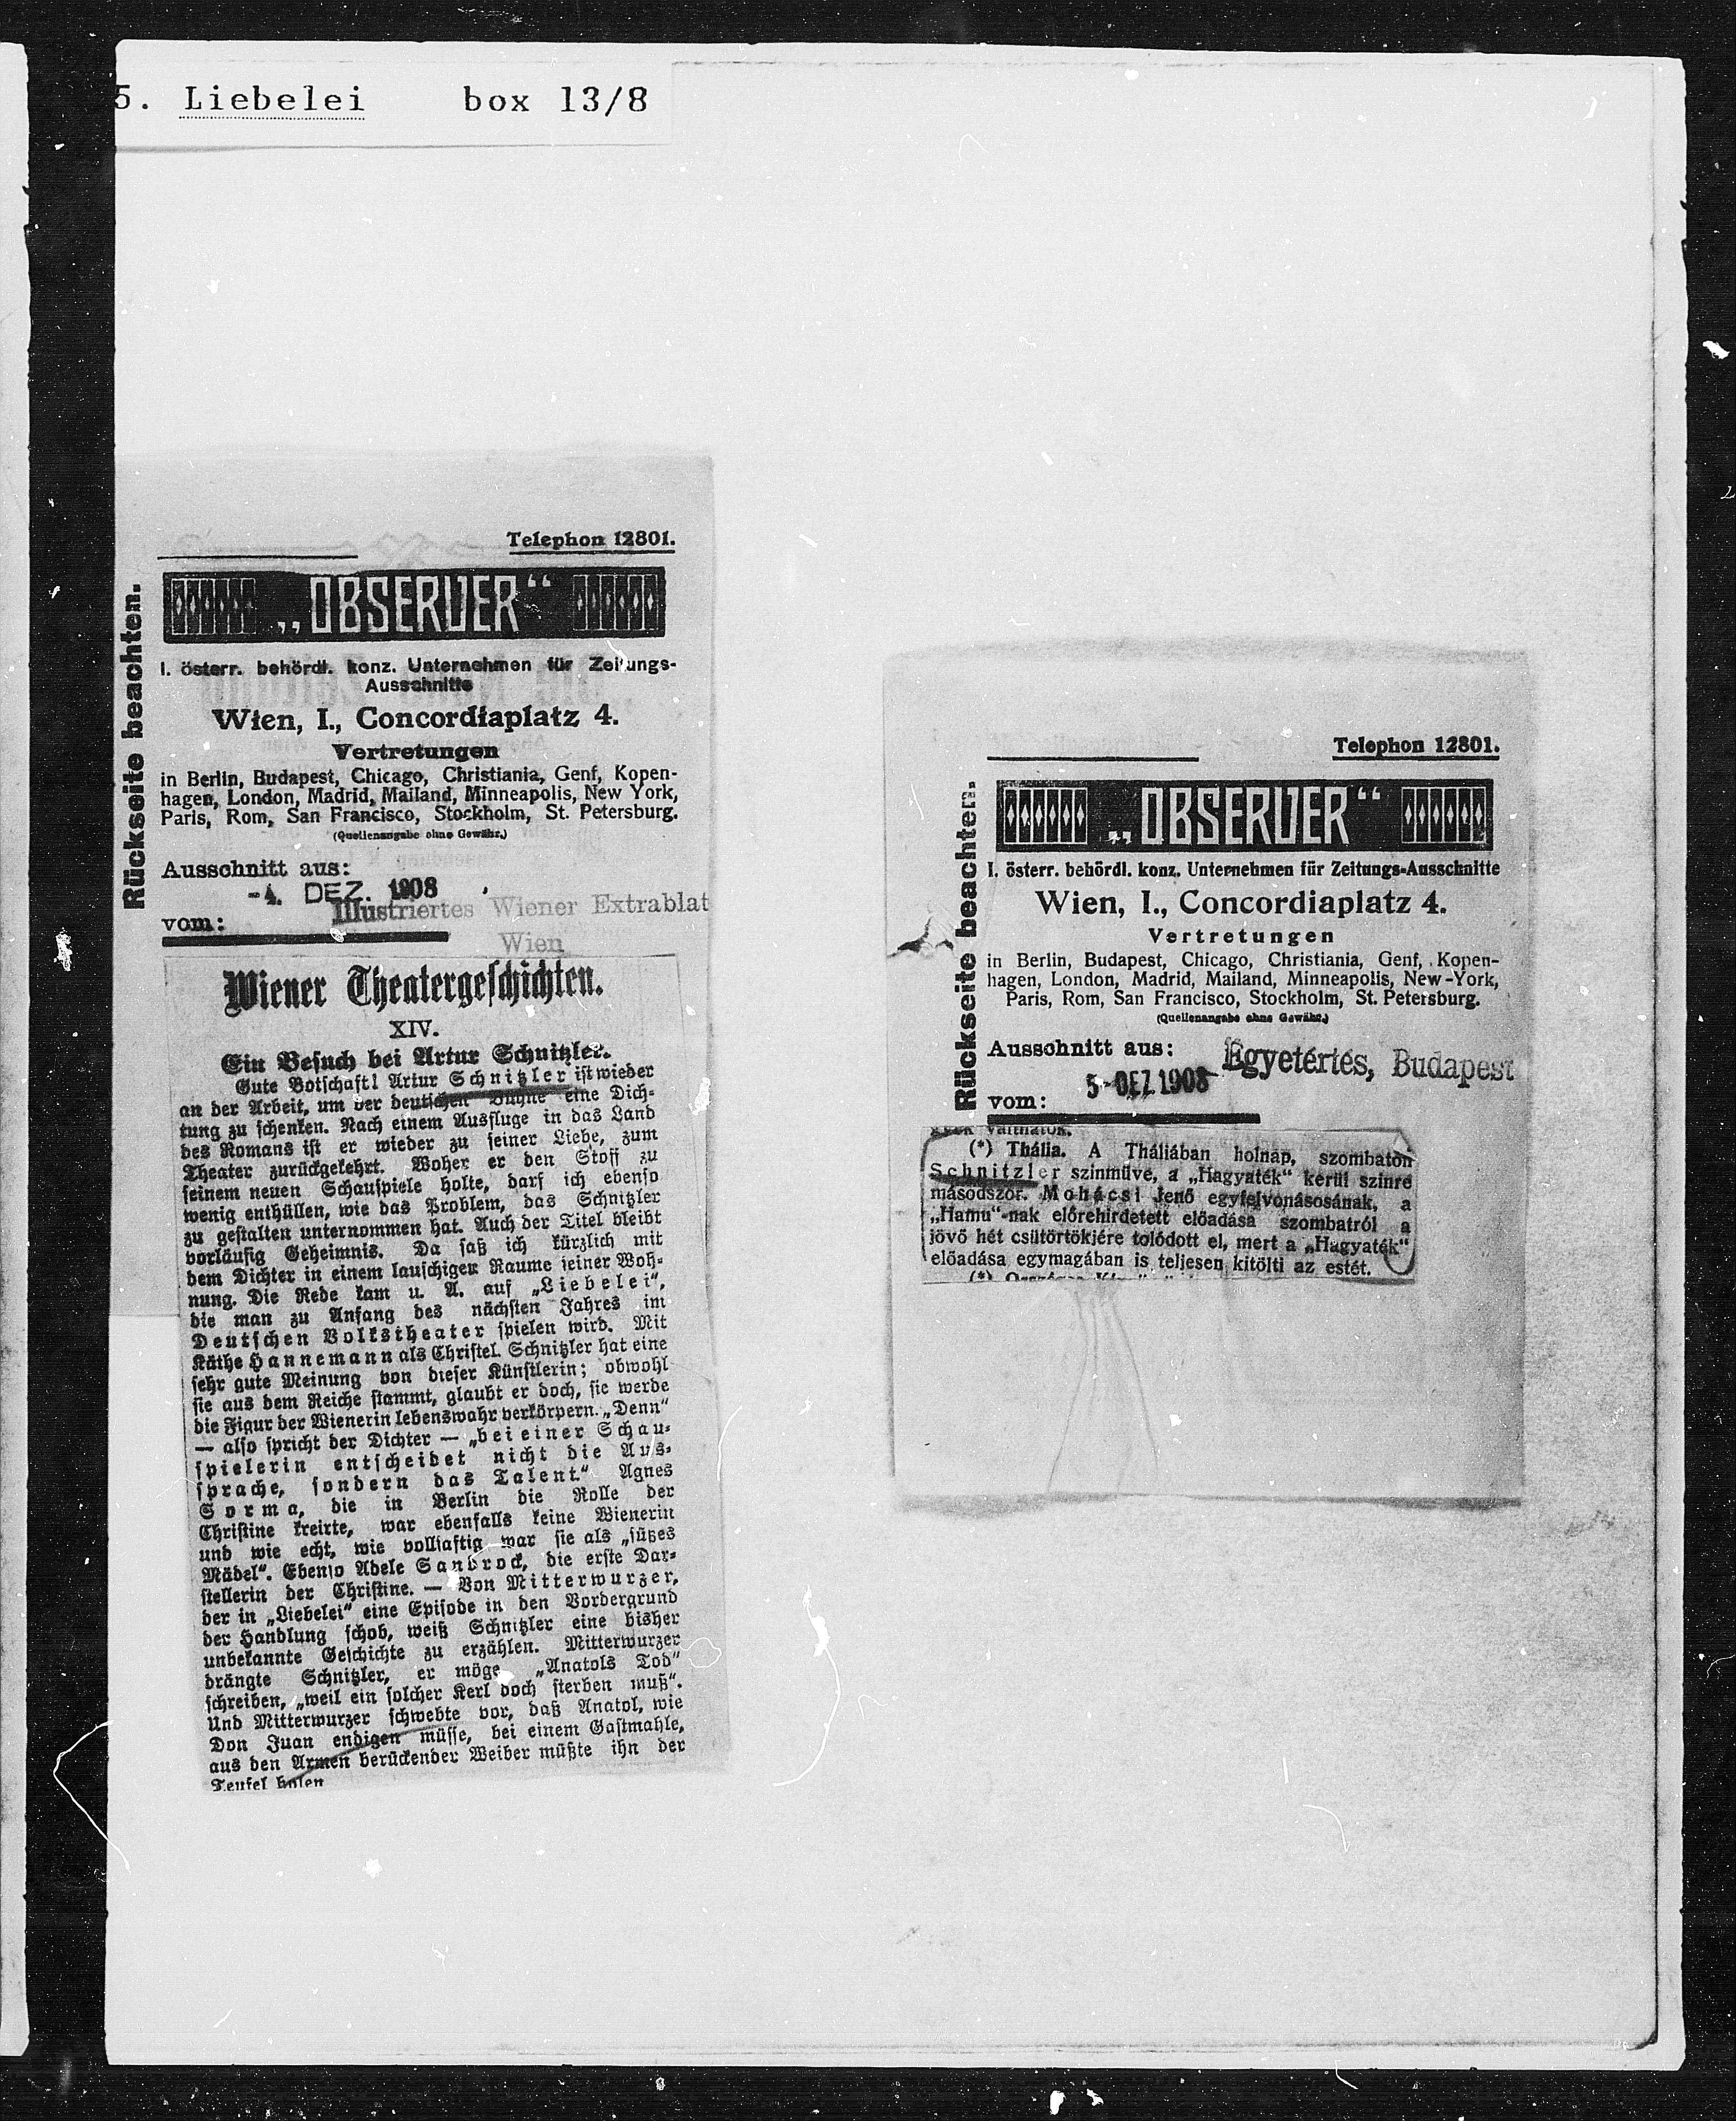 5. Liebelei box 13/8
Telephon 12801.
„OBSERVER“
I. österr. behördl. konz. Unternehmen für Zeitungs-
Ausschnitte
Wien, I., Concordiaplatz 4.
Vertretungen
in Berlin, Budapest, Chicago, Christiania, Genf, Kopen-
hagen, London, Madrid, Mailand, Minneapolis, New York,
Paris, Rom, San Francisco, Stockholm, St. Petersburg.
(Quellenangabe ohne Gewähr.)
Rückseite beachten.
Ausschnitt aus:
-4. DEZ. 1908
Illustriertes Wiener Extrablat
vom:
Wien
Wiener Theatergeschichten.
XIV.
Ein Besuch bei Artur Schnitzler.
Gute Botschaft! Artur Schnitzler ist wieder
an der Arbeit, um der deutschen Bühne eine Dich-
tung zu schenken. Nach einem Ausfluge in das Land
des Romans ist er wieder zu seiner Liebe, zum
Theater zurückgekehrt. Woher er den Stoff zu
seinem neuen Schauspiele holte, darf ich ebenso
wenig enthüllen, wie das Problem, das Schnitzler
zu gestalten unternommen hat. Auch der Titel bleibt
vorläufig Geheimnis. Da saß ich kürzlich mit
dem Dichter in einem lauschigen Raume seiner Woh-
nung. Die Rede kam u. A. auf „Liebelei“,
die man zu Anfang des nächsten Jahres im
Deutschen Volkstheater spielen wird. Mit
Käthe Hannemann als Christel. Schnitzler hat eine
sehr gute Meinung von dieser Künstlerin; obwohl
sie aus dem Reiche stammt, glaubt er doch, sie werde
die Figur der Wienerin lebenswahr verkörpern. „Denn“
— also spricht der Dichter — „bei einer Schau-
spielerin entscheidet nicht die Aus-
sprache, sondern das Talent.“ Agnes
Sorma, die in Berlin die Rolle der
Christine kreirte, war ebenfalls keine Wienerin
und wie echt, wie vollsaftig war sie als „süßes
Mädel“. Ebenso Adele Sandrock, die erste Dar-
stellerin der Christine. — Von Mitterwurzer,
der in „Liebelei“ eine Episode in den Vordergrund
der Handlung schob, weiß Schnitzler eine bisher
unbekannte Geschichte zu erzählen. Mitterwurzer
drängte Schnitzler, er möge „Anatols Tod“
schreiben, „weil ein solcher Kerl doch sterben muß“.
Und Mitterwurzer schwebte vor, daß Anatol, wie
Don Juan endigen müsse, bei einem Gastmahle,
aus den Armen berückender Weiber müßte ihn der
Teufel holen
Telephon 12801.
„OBSERVER“
I. österr. behördl. konz. Unternehmen für Zeitungs-Ausschnitte
Wien, I., Concordiaplatz 4.
Vertretungen
in Berlin, Budapest, Chicago, Christiania, Genf, Kopen-
hagen, London, Madrid, Mailand, Minneapolis, New-York,
Paris, Rom, San Francisco, Stockholm, St. Petersburg.
(Quellenangabe ohne Gewähr.)
Rückseite beachten.
Ausschnitt aus:
Egyetértés, Budapest
5-DEZ.1908
vom:
válthatók.
(*) Thália. A Tháliában holnap, szombaton
Schnitzler szinmüve, a „Hagyaték“ kerül szinre
másodszor. Mohácsi Jenő egyfelvonásosának, a
„Hamu“-nak előrehirdetett előadása szombatról a
jövő hét csütörtökjére tolódott el, mert a „Hagyaték“
előadása egymagában is teljesen kitölti az estét.